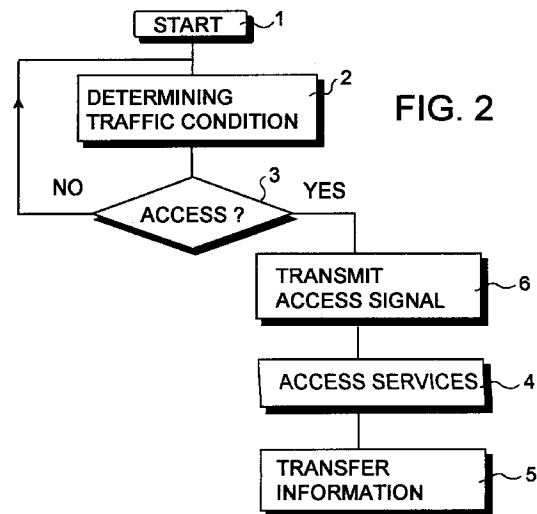 START
1
DETERMINING
TRAFFIC CONDITION
2
FIG. 2
3
NO
YES
ACCESS ?
TRANSMIT
ACCESS SIGNAL
6
ACCESS SERVICES
4
TRANSFER
INFORMATION
5